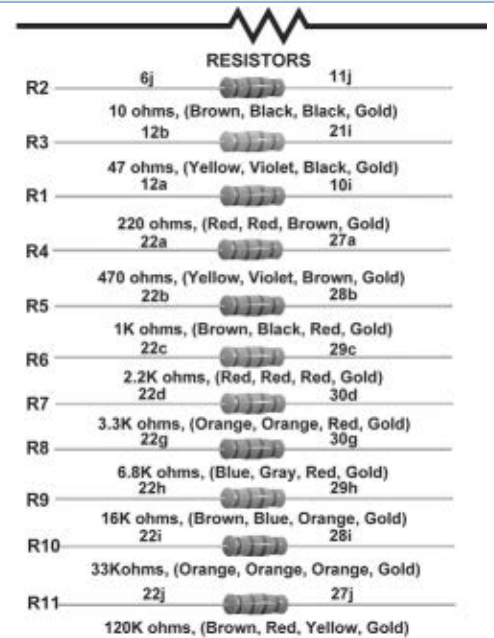 RESISTORS
R2 6j 11j
10 ohms, (Brown, Black, Black, Gold)
R3 12b 21i
47 ohms, (Yellow, Violet, Black, Gold)
R1 12a 10i
220 ohms, (Red, Red, Brown, Gold)
R4 22a 27a
470 ohms, (Yellow, Violet, Brown, Gold)
R5 22b 28b
1K ohms, (Brown, Black, Red, Gold)
R6 22c 29c
2.2K ohms, (Red, Red, Red, Gold)
R7 22d 30d
3.3K ohms, (Orange, Orange, Red, Gold)
R8 22g 30g
6.8K ohms, (Blue, Gray, Red, Gold)
R9 22h 29h
16K ohms, (Brown, Blue, Orange, Gold)
R10 22i 28i
33Kohms, (Orange, Orange, Orange, Gold)
R11 22j 27j
120K ohms, (Brown, Red, Yellow, Gold)